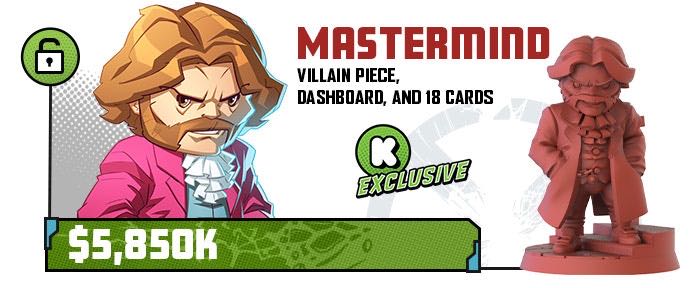 MASTERMIND
VILLAIN PIECE,
DASHBOARD, AND 18 CARDS
K
EXCLUSIVE
$5,850K